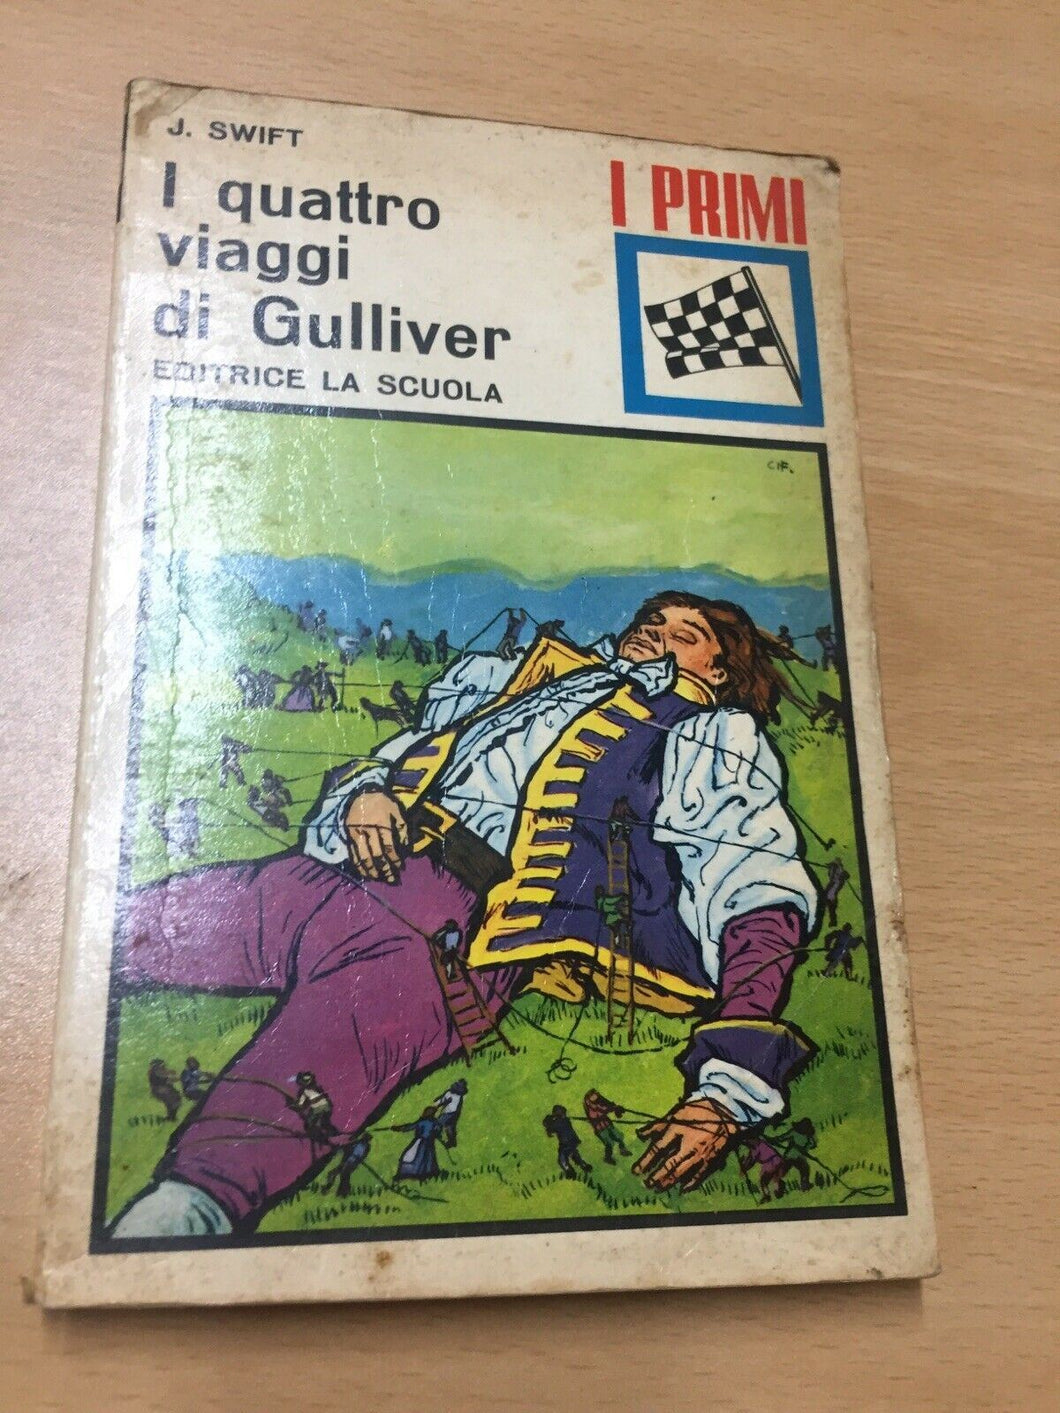 J. SWIFT
I quattro
viaggi
di Gulliver
EDITRICE LA SCUOLA
I PRIMI